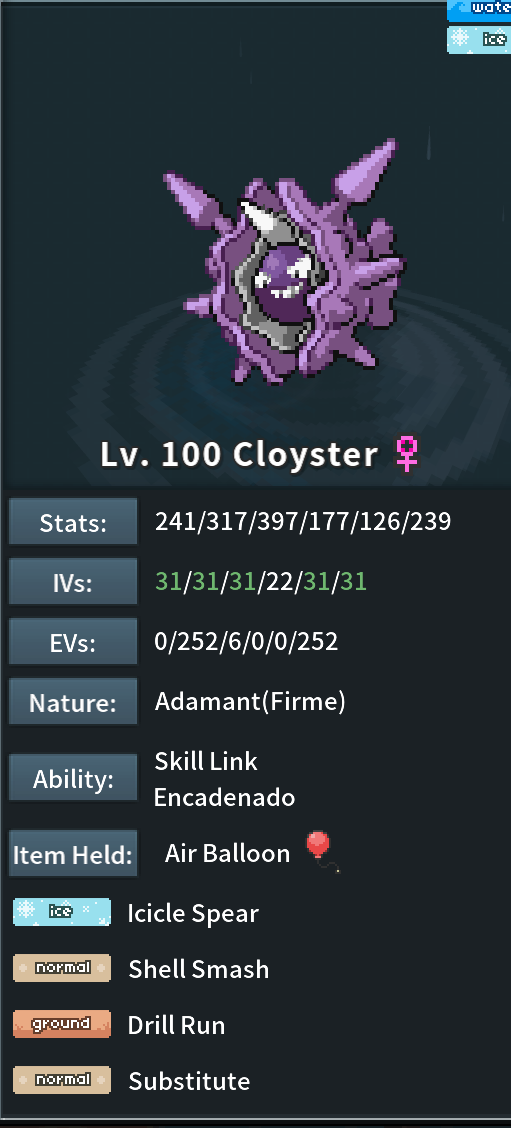 ice
Lv. 100 Cloyster ♀
Stats: 241/317/397/177/126/239
IVs: 31/31/31/22/31/31
EVs: 0/252/6/0/0/252
Nature: Adamant(Firme)
Ability: Skill Link
Encadenado
Item Held: Air Balloon
ice Icicle Spear
normal Shell Smash
ground Drill Run
normal Substitute